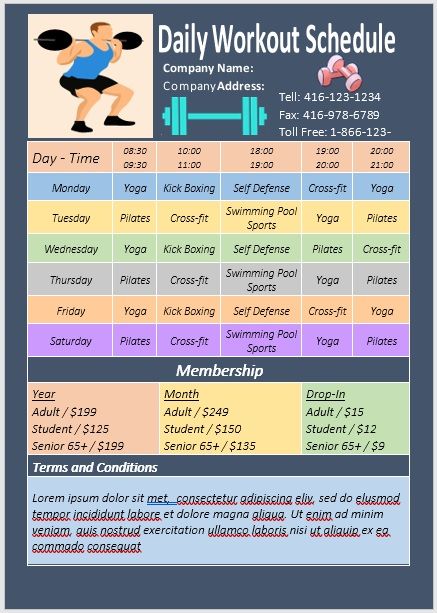 Daily Workout Schedule
Company Name:
CompanyAddress:
Tell: 416-123-1234
Fax: 416-978-6789
Toll Free: 1-866-123-
Day - Time 08:30 09:30 10:00 11:00 18:00 19:00 19:00 20:00 20:00 21:00
Monday Yoga Kick Boxing Self Defense Cross-fit Yoga
Tuesday Pilates Cross-fit Swimming Pool Sports Yoga Pilates
Wednesday Yoga Kick Boxing Self Defense Pilates Cross-fit
Thursday Pilates Cross-fit Swimming Pool Sports Yoga Pilates
Friday Yoga Kick Boxing Self Defense Cross-fit Yoga
Saturday Pilates Cross-fit Swimming Pool Sports Yoga Pilates
Membership
Year Month Drop-In
Adult / $199 Adult / $249 Adult / $15
Student / $125 Student / $150 Student / $12
Senior 65+ / $199 Senior 65+ / $135 Senior 65+ / $9
Terms and Conditions
Lorem ipsum dolor sit met, consectetur adipiscing eliv, sed do elusmod
tempor incididunt labore et dolore magna aliqua. Ut enim ad minim
veniam, quis nostrud exercitation ullamco laboris nisi ut aliquip ex ea
commado consequat